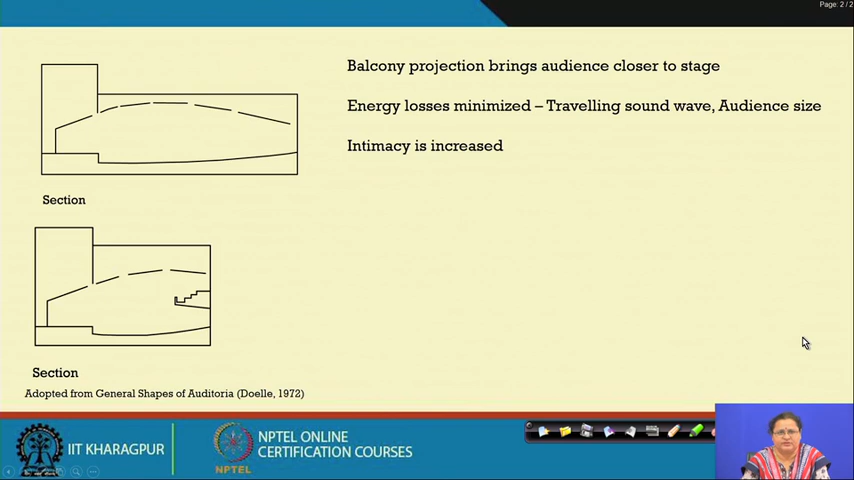 Page: 2 / 2
Balcony projection brings audience closer to stage
Energy losses minimized – Travelling sound wave, Audience size
Intimacy is increased
Section
Section
Adopted from General Shapes of Auditoria (Doelle, 1972)
IIT KHARAGPUR
NPTEL
NPTEL ONLINE
CERTIFICATION COURSES